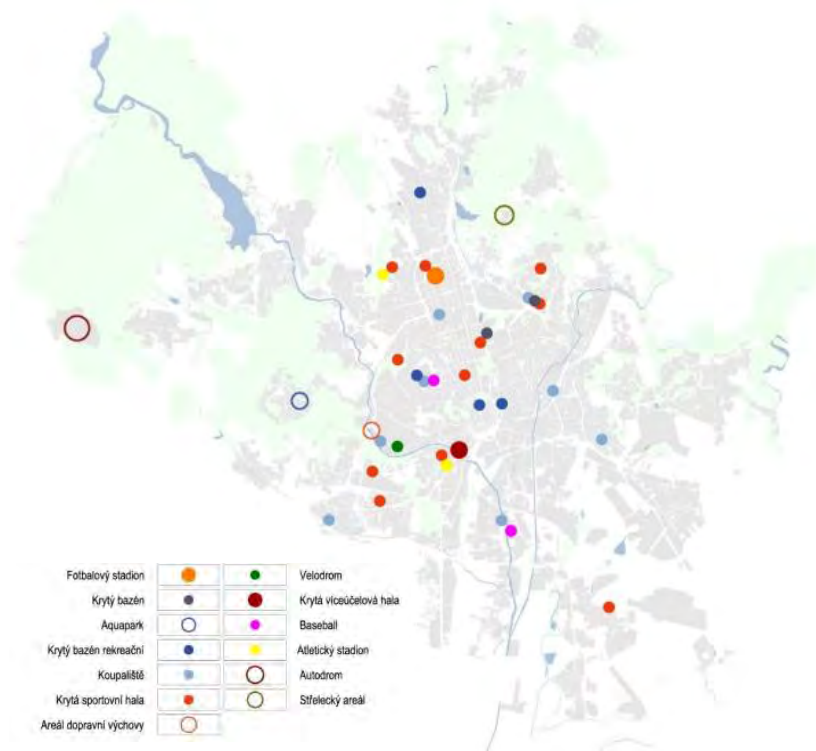 Fotbalový stadion
Velodrom
Krytý bazén
Krytá víceúčelová hala
Aquapark
Baseball
Krytý bazén rekreační
Atletický stadion
Koupaliště
Autodrom
Krytá sportovní hala
Střelecký areál
Areál dopravní výchovy